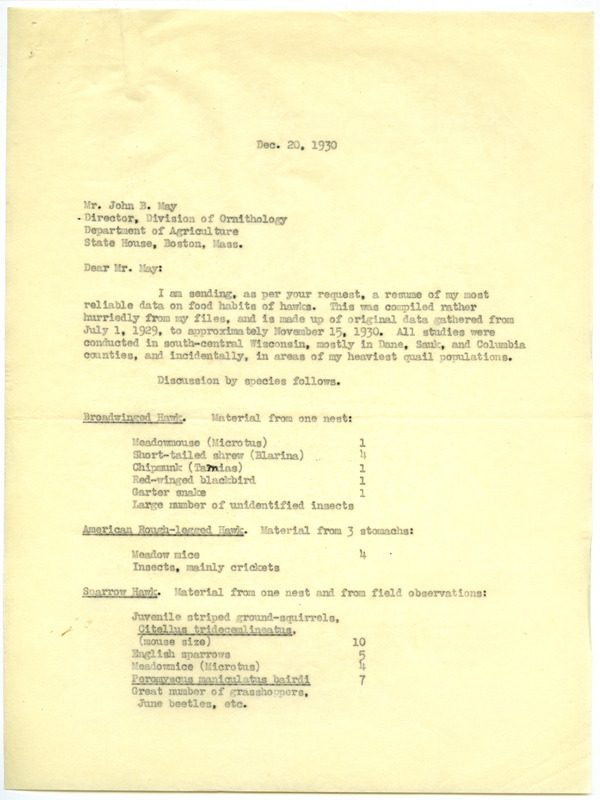 Dec. 20, 1930
Mr. John B. May
Director, Division of Ornithology
Department of Agriculture
State House, Boston, Mass.
Dear Mr. May:
I am sending, as per your request, a resume of my most
reliable data on food habits of hawks. This was compiled rather
hurriedly from my files, and is made up of original data gathered from
July 1, 1929, to approximately November 15, 1930. All studies were
conducted in south-central Wisconsin, mostly in Dane, Sauk, and Columbia
counties, and incidentally, in areas of my heaviest quail populations.
Discussion by species follows.
Broadwinged Hawk. Material from one nest:
Meadowmouse (Microtus) 1
Short-tailed shrew (Blarina) 4
Chipmunk (Tamias) 1
Red-winged blackbird 1
Garter snake 1
Large number of unidentified insects
American Rough-legged Hawk. Material from 3 stomachs:
Meadow mice 4
Insects, mainly crickets
Sparrow Hawk. Material from one nest and from field observations:
Juvenile striped ground-squirrels,
Citellus tridecemlineatus,
(mouse size) 10
English sparrows 5
Meadowmice (Microtus) 4
Peromyscus maniculatus bairdi 7
Great number of grasshoppers,
June beetles, etc.